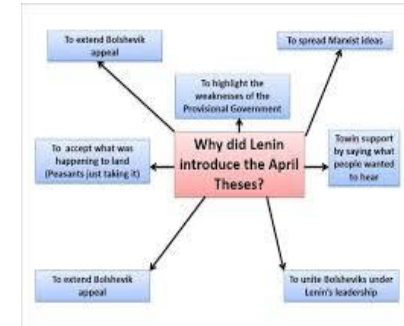 To extend Bolshevik
appeal
To spread Marxist ideas
To highlight the
weaknesses of the
Provisional Government
To accept what was
happening to land
(Peasants just taking it)
Why did Lenin
introduce the April
Theses?
Towin support
by saying what
people wanted
to hear
To extend Bolshevik
appeal
To unite Bolsheviks under
Lenin's leadership